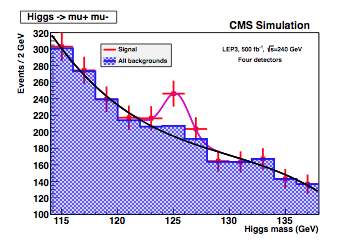 Higgs -> mu+ mu-
CMS Simulation
Signal
All backgrounds
LEP3, 500 fb-1, √s=240 GeV
Four detectors
Events / 2 GeV
320
300
280
260
240
220
200
180
160
140
120
100
115
120
125
130
135
Higgs mass (GeV)